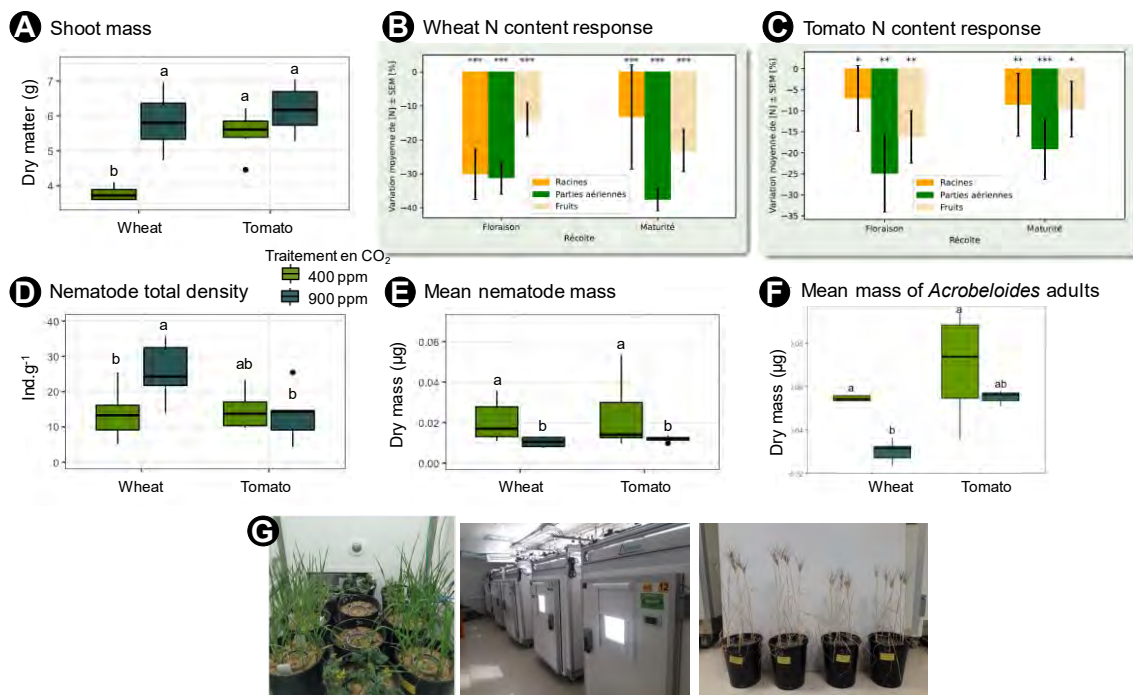 A Shoot mass
Dry matter (g)
7
6
5
4
a
a
a
b
Wheat
Tomato
B Wheat N content response
Variation moyenne de [N] ± SEM [%]
0
−10
−20
−30
−40
*** *** ***
*** *** ***
Racines
Parties aériennes
Fruits
Floraison
Maturité
Récolte
C Tomato N content response
Variation moyenne de [N] ± SEM [%]
0
−5
−10
−15
−20
−25
−30
−35
* ** **
** *** *
Racines
Parties aériennes
Fruits
Floraison
Maturité
Récolte
Traitement en CO₂
400 ppm
900 ppm
D Nematode total density
Ind.g⁻¹
30
20
10
0
b
a
ab
b
Wheat
Tomato
E Mean nematode mass
Dry mass (µg)
0.06
0.04
0.02
0.00
a
b
a
b
Wheat
Tomato
F Mean mass of Acrobeloides adults
Dry mass (µg)
a
b
a
ab
Wheat
Tomato
G
12